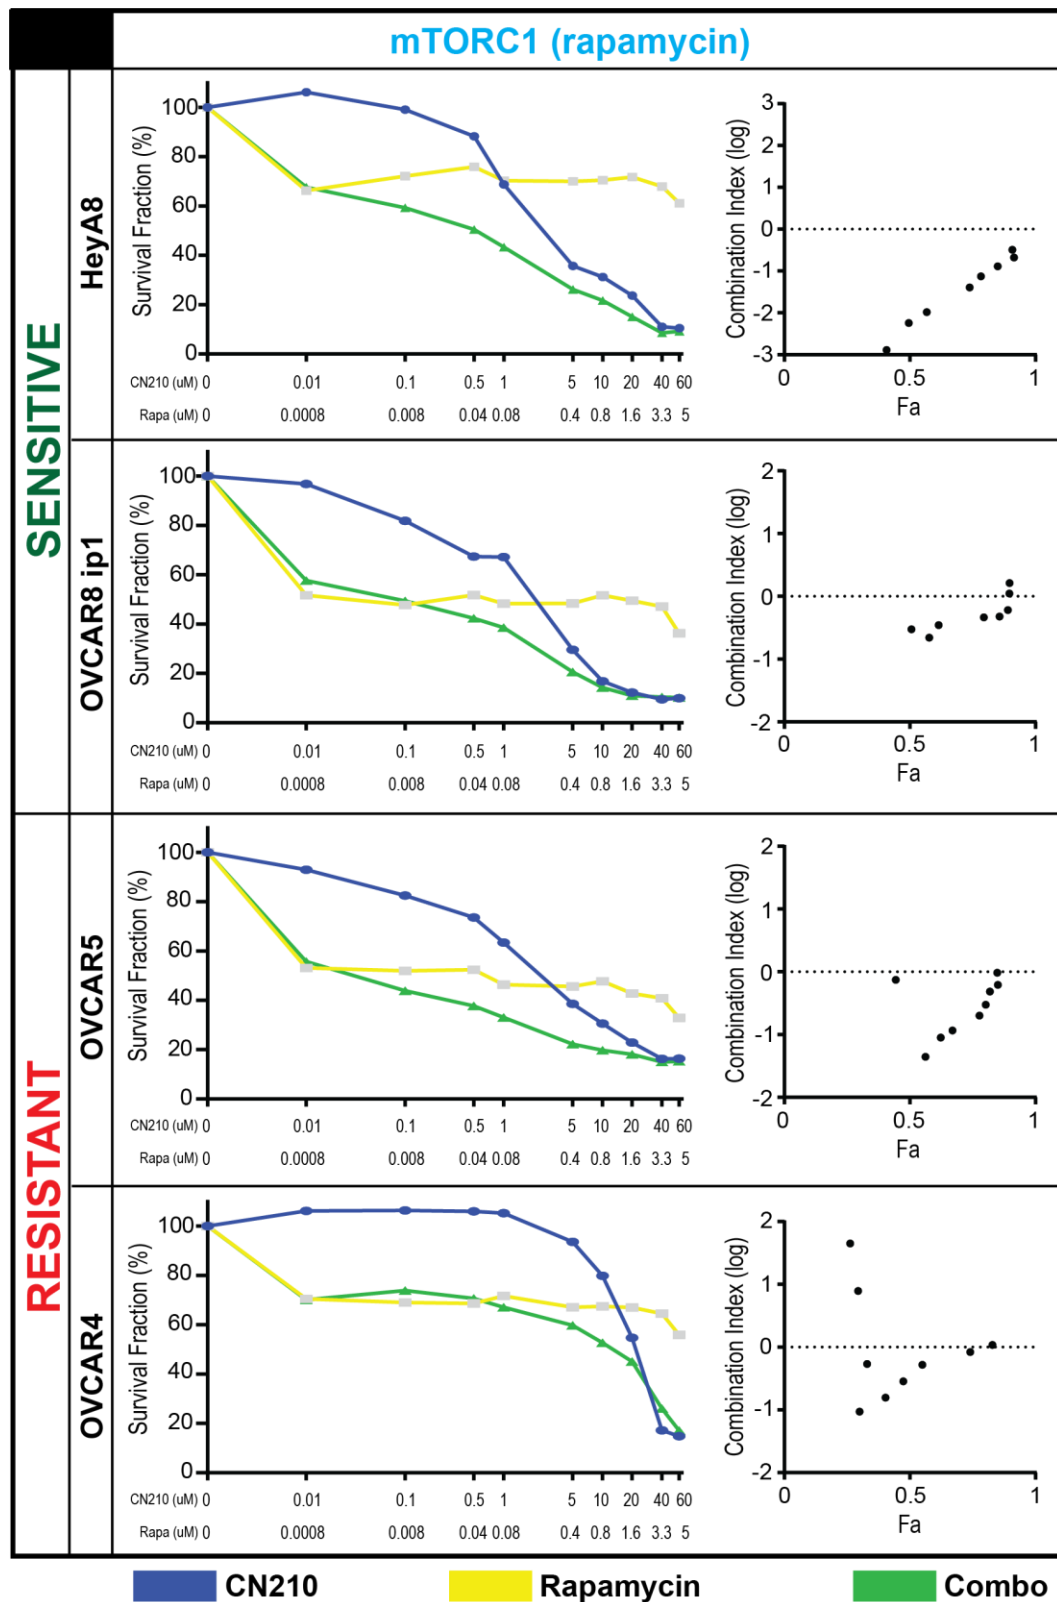 mTORC1 (rapamycin)
SENSITIVE
HeyA8
Survival Fraction (%)
100
80
60
40
20
0
CN210 (uM) 0 0.01 0.1 0.5 1 5 10 20 40 60
Rapa (uM) 0 0.0008 0.008 0.04 0.08 0.4 0.8 1.6 3.3 5
Combination Index (log)
3
2
1
0
-1
-2
-3
0 0.5 1
Fa
OVCAR8 ip1
Survival Fraction (%)
100
80
60
40
20
0
CN210 (uM) 0 0.01 0.1 0.5 1 5 10 20 40 60
Rapa (uM) 0 0.0008 0.008 0.04 0.08 0.4 0.8 1.6 3.3 5
Combination Index (log)
2
1
0
-1
-2
0 0.5 1
Fa
RESISTANT
OVCAR5
Survival Fraction (%)
100
80
60
40
20
0
CN210 (uM) 0 0.01 0.1 0.5 1 5 10 20 40 60
Rapa (uM) 0 0.0008 0.008 0.04 0.08 0.4 0.8 1.6 3.3 5
Combination Index (log)
2
1
0
-1
-2
0 0.5 1
Fa
OVCAR4
Survival Fraction (%)
100
80
60
40
20
0
CN210 (uM) 0 0.01 0.1 0.5 1 5 10 20 40 60
Rapa (uM) 0 0.0008 0.008 0.04 0.08 0.4 0.8 1.6 3.3 5
Combination Index (log)
2
1
0
-1
-2
0 0.5 1
Fa
CN210 Rapamycin Combo